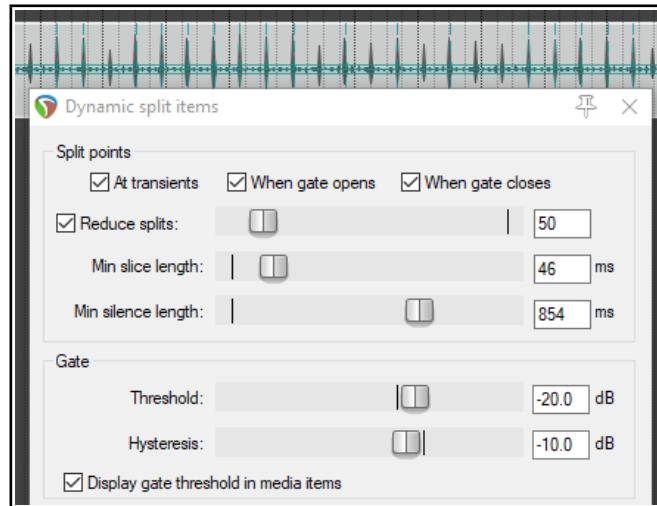 Dynamic split items
Split points
At transients When gate opens When gate closes
Reduce splits: 50
Min slice length: 46 ms
Min silence length: 854 ms
Gate
Threshold: -20.0 dB
Hysteresis: -10.0 dB
Display gate threshold in media items